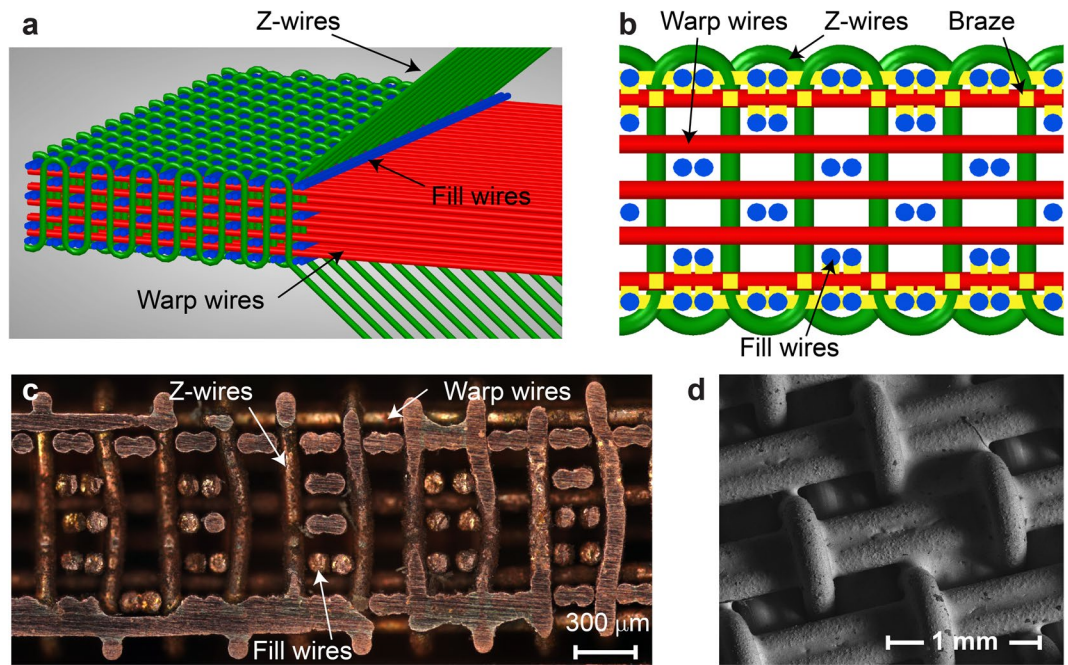 a
Z-wires
Fill wires
Warp wires
b
Warp wires
Z-wires
Braze
Fill wires
c
Z-wires
Warp wires
Fill wires
300 μm
d
1 mm